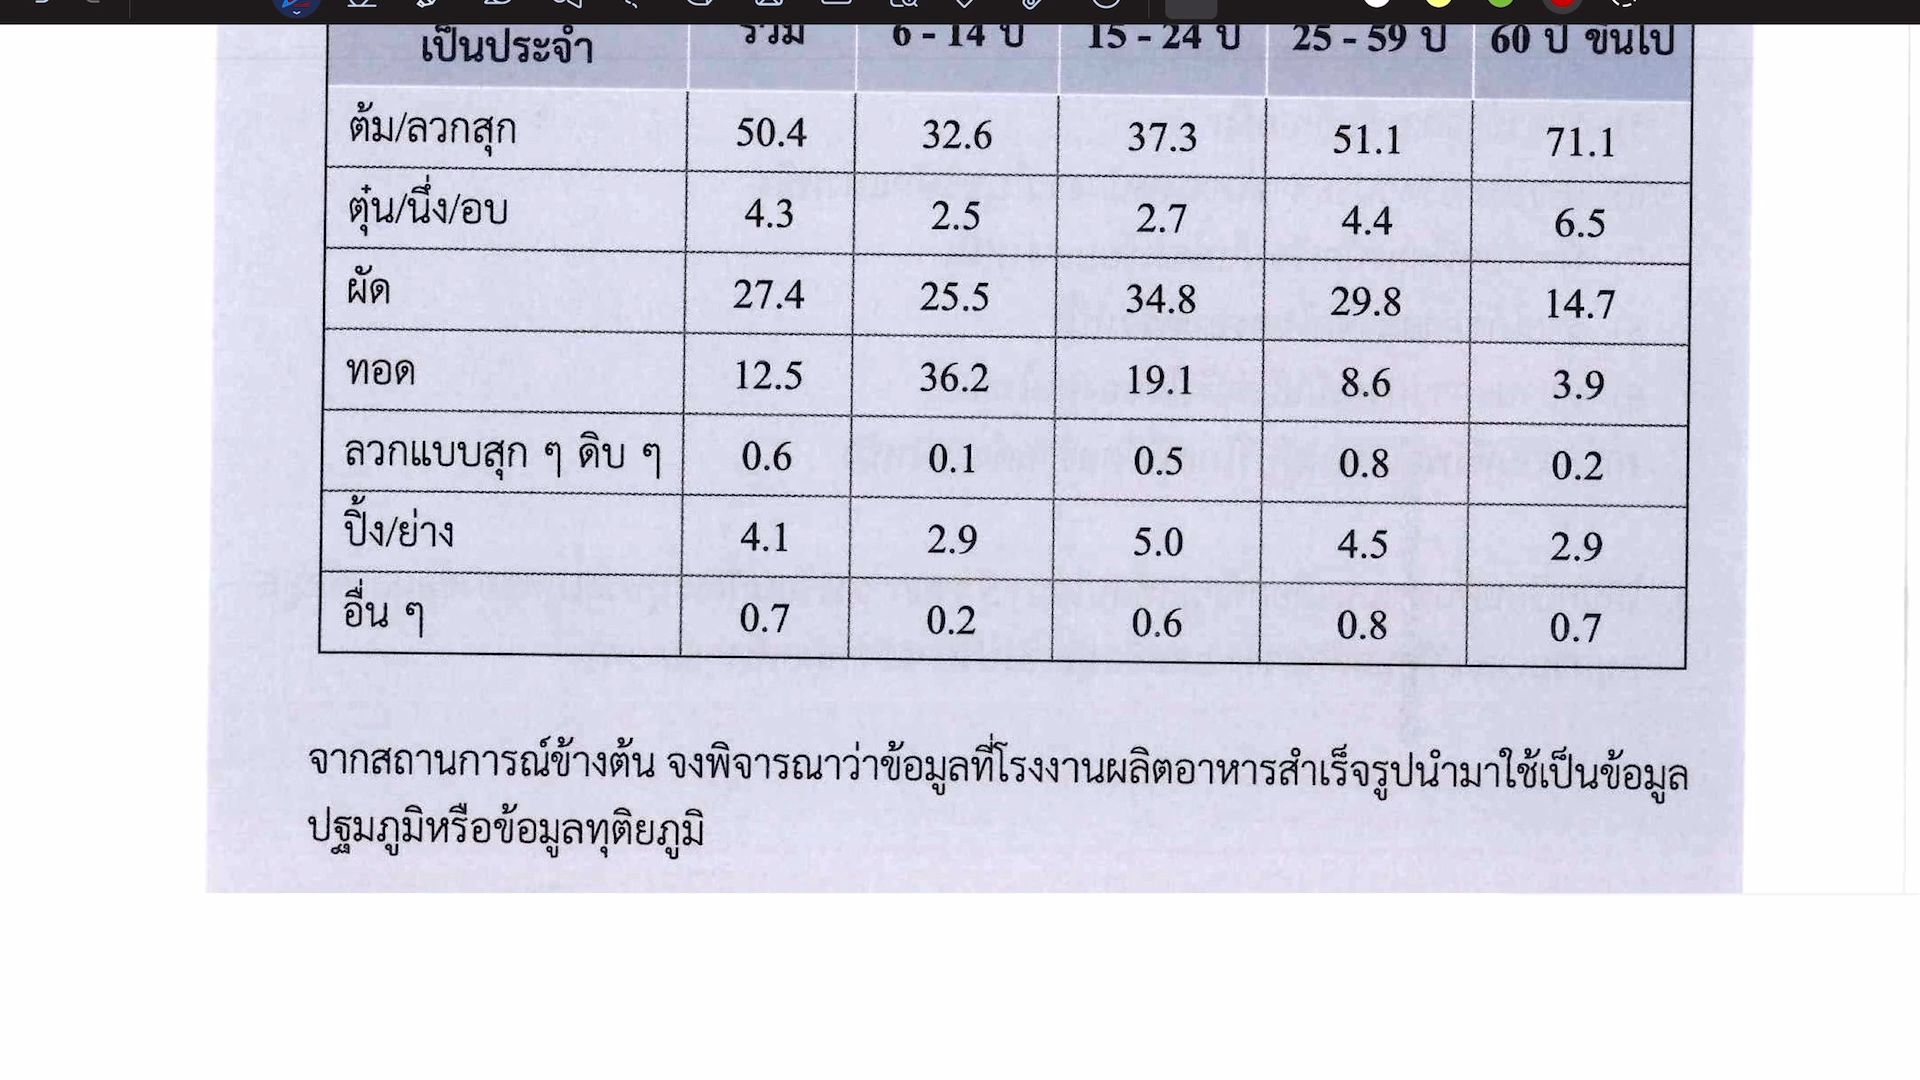 เป็นประจำ รวม 6 - 14 ปี 15 - 24 ปี 25 - 59 ปี 60 ปี ขึ้นไป
ต้ม/ลวกสุก 50.4 32.6 37.3 51.1 71.1
ตุ๋น/นึ่ง/อบ 4.3 2.5 2.7 4.4 6.5
ผัด 27.4 25.5 34.8 29.8 14.7
ทอด 12.5 36.2 19.1 8.6 3.9
ลวกแบบสุก ๆ ดิบ ๆ 0.6 0.1 0.5 0.8 0.2
ปิ้ง/ย่าง 4.1 2.9 5.0 4.5 2.9
อื่น ๆ 0.7 0.2 0.6 0.8 0.7
จากสถานการณ์ข้างต้น จงพิจารณาว่าข้อมูลที่โรงงานผลิตอาหารสำเร็จรูปนำมาใช้เป็นข้อมูล
ปฐมภูมิหรือข้อมูลทุติยภูมิ